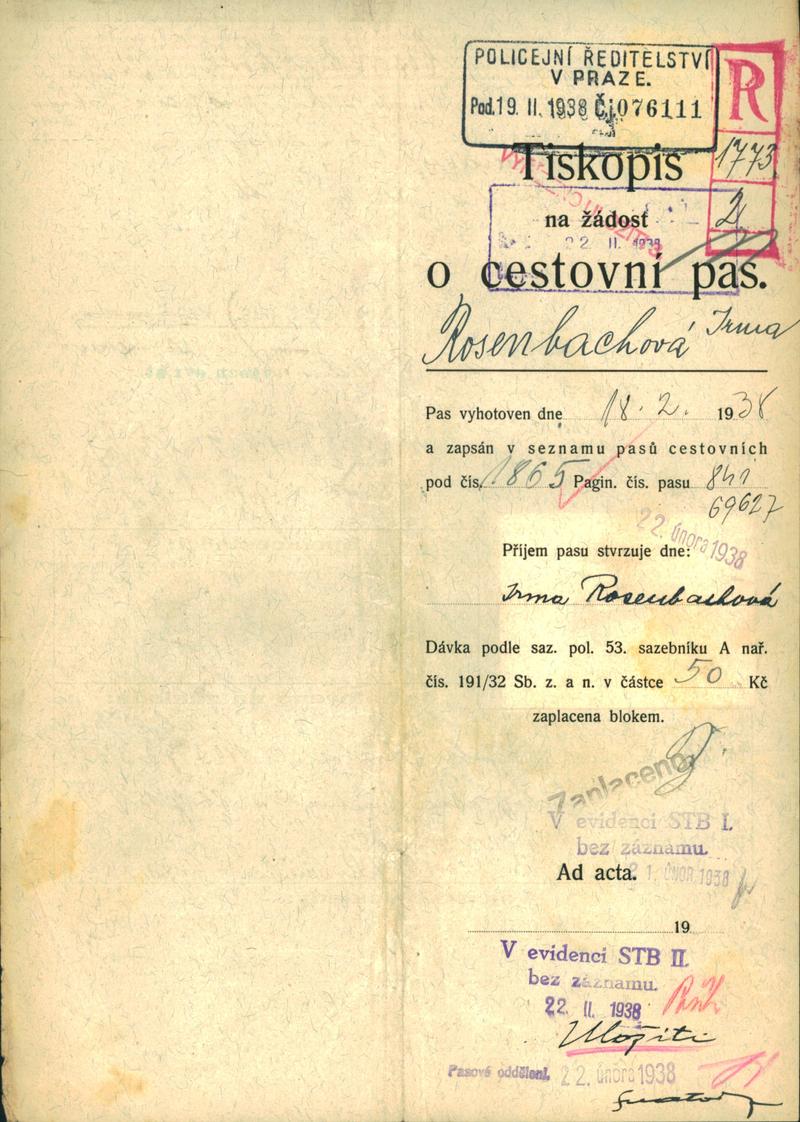 POLICEJNÍ ŘEDITELSTVÍ
V PRAZE.
Pod. 19. II. 1938 Čj 076111
R
1773
2
Tiskopis
na žádost
22 II. 1938
o cestovní pas.
Rosenbachová Irma
Pas vyhotoven dne 18. 2. 1938
a zapsán v seznamu pasů cestovních
pod čís. 1865 Pagin. čís. pasu 841
69627
22. února 1938
Příjem pasu stvrzuje dne:
Irma Rosenbachová
Dávka podle saz. pol. 53. sazebníku A nař.
čís. 191/32 Sb. z. a n. v částce 50 Kč
zaplacena blokem.
Zaplaceno
V evidenci STB I.
bez záznamu.
Ad acta.
21. ÚNOR 1938
19
V evidenci STB II.
bez záznamu.
22 II. 1938
Uložiti
Pasové oddělení. 22. února 1938